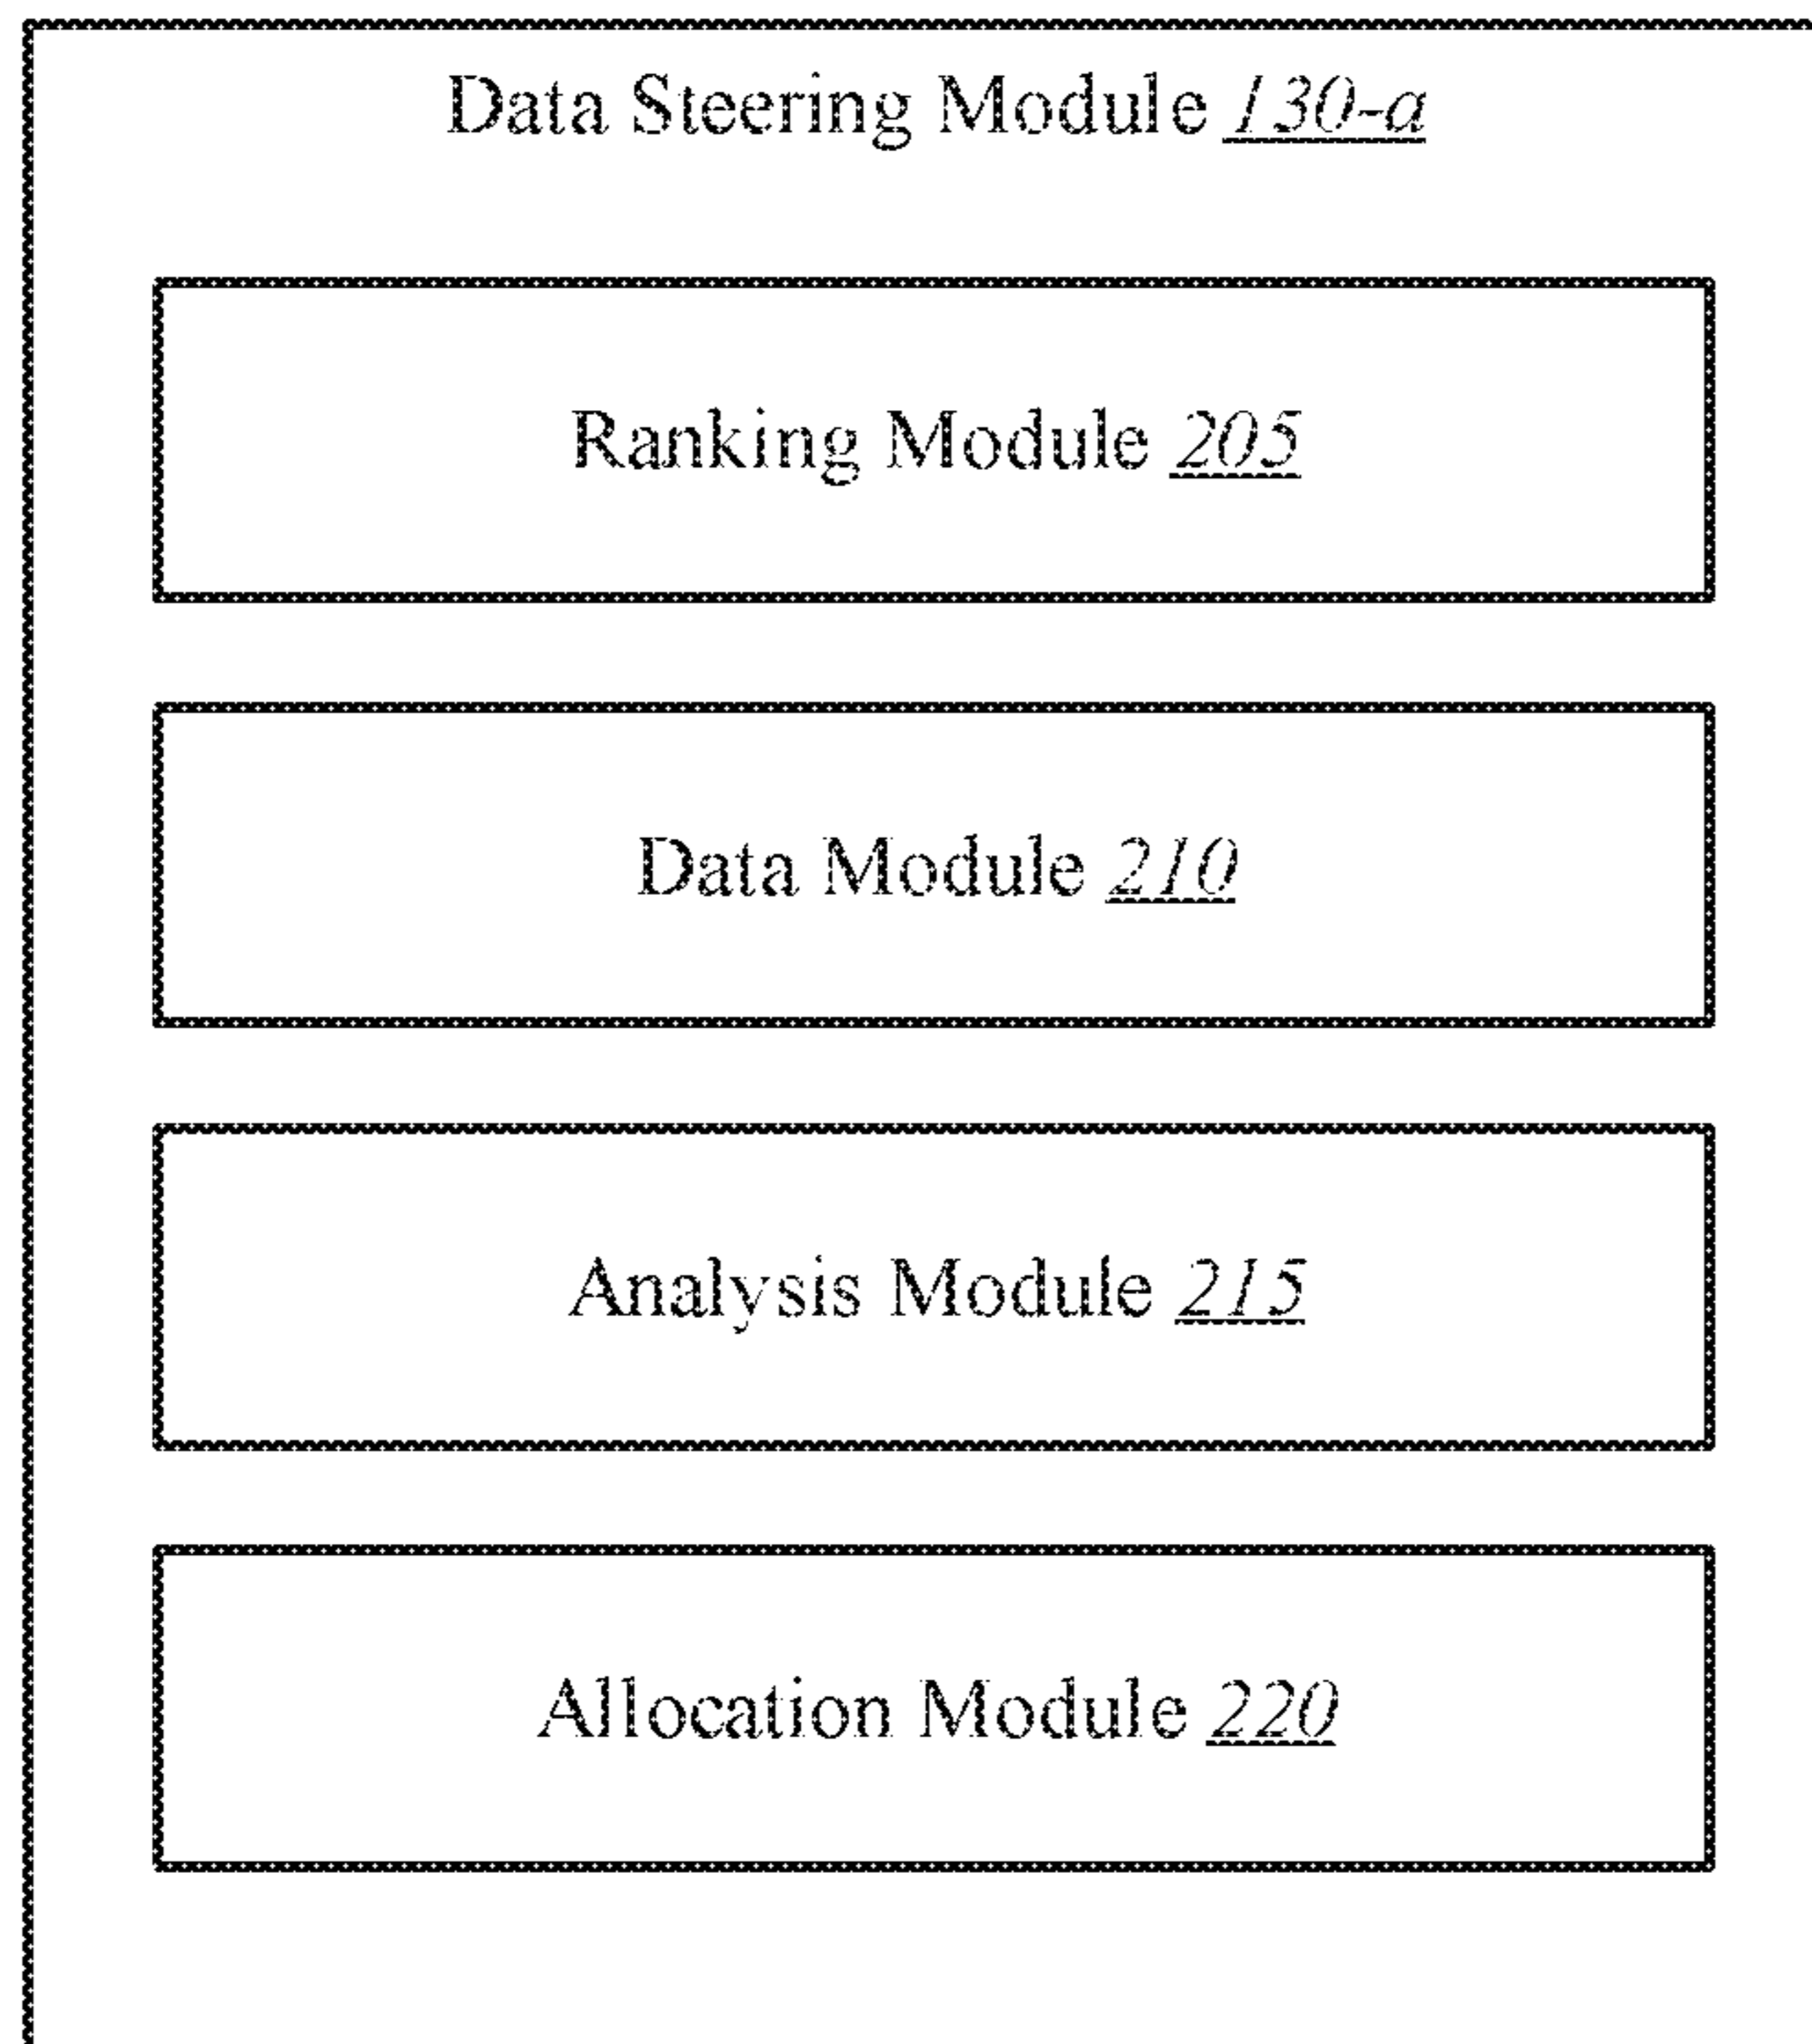 Data Steering Module 130-a
Ranking Module 205
Data Module 210
Analysis Module 215
Allocation Module 220